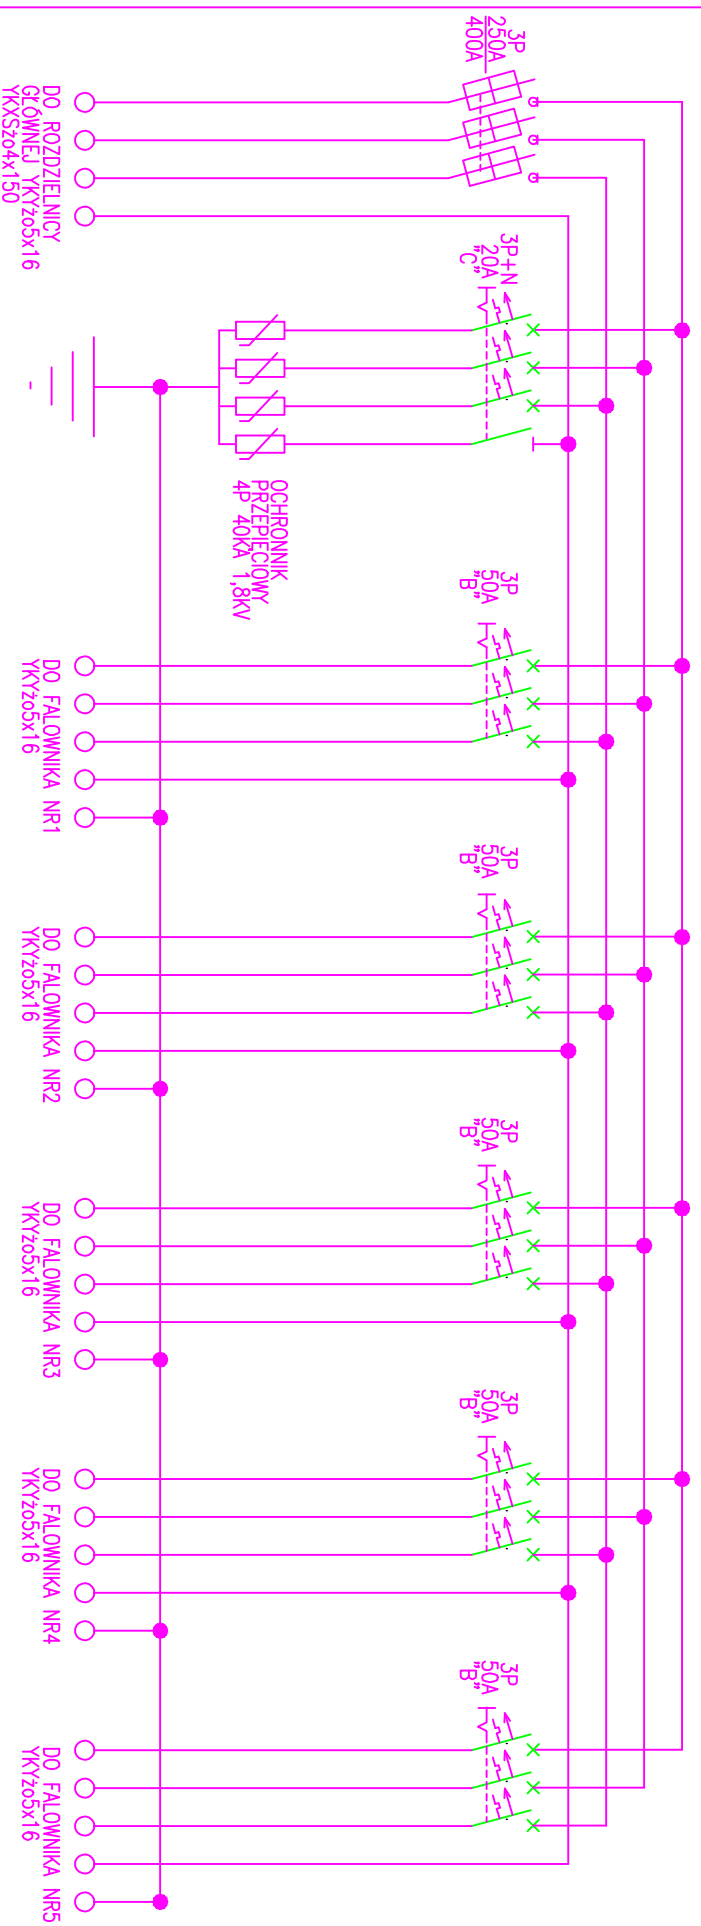 3P
250A
400A
DO ROZDZIELNICY
GŁÓWNEJ YKYżo5x16
YKXSżo4x150
3P+N
20A
„C”
OCHRONNIK
PRZEPIĘCIOWY
4P 40KA 1,8KV
3P
50A
„B”
DO FALOWNIKA NR1
YKYżo5x16
3P
50A
„B”
DO FALOWNIKA NR2
YKYżo5x16
3P
50A
„B”
DO FALOWNIKA NR3
YKYżo5x16
3P
50A
„B”
DO FALOWNIKA NR4
YKYżo5x16
3P
50A
„B”
DO FALOWNIKA NR5
YKYżo5x16